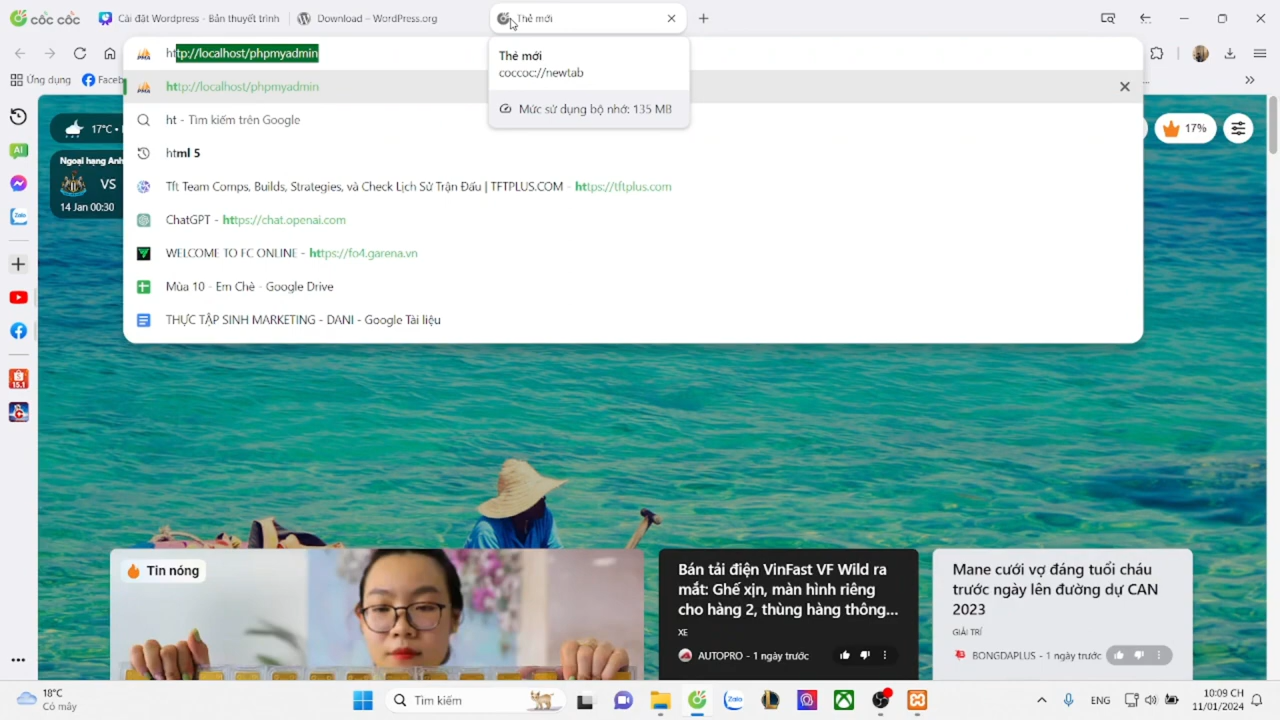 cốc cốc
Cài đặt Wordpress - Bản thuyết trình
Download – WordPress.org
Thẻ mới
http://localhost/phpmyadmin
Thẻ mới
coccoc://newtab
Mức sử dụng bộ nhớ: 135 MB
Ứng dụng
Faceb
http://localhost/phpmyadmin
ht - Tìm kiếm trên Google
html 5
Tft Team Comps, Builds, Strategies, và Check Lịch Sử Trận Đấu | TFTPLUS.COM - https://tftplus.com
ChatGPT - https://chat.openai.com
WELCOME TO FC ONLINE - https://fo4.garena.vn
Mùa 10 - Em Chè - Google Drive
THỰC TẬP SINH MARKETING - DANI - Google Tài liệu
17°C •
17%
Ngoại hạng Anh
VS
14 Jan 00:30
AI
Zalo
15.1
Tin nóng
Bán tải điện VinFast VF Wild ra
mắt: Ghế xịn, màn hình riêng
cho hàng 2, thùng hàng thông...
XE
AUTOPRO - 1 ngày trước
Mane cưới vợ đáng tuổi cháu
trước ngày lên đường dự CAN
2023
GIẢI TRÍ
BONGDAPLUS - 1 ngày trước
18°C
Có mây
Tìm kiếm
Zalo
ENG
10:09 CH
11/01/2024